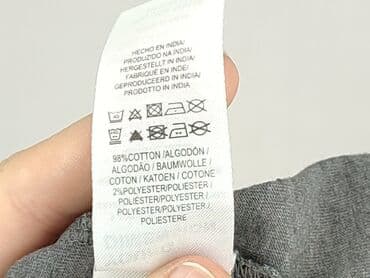 HECHO EN INDIA/
PRODUZIDO NA INDIA/
HERGESTELLT IN INDIA/
FABRIQUÉ EN INDE/
GEPRODUCEERD IN INDIA/
PRODOTTO IN INDIA
98%COTTON /ALGODÓN/
ALGODÃO / BAUMWOLLE /
COTON / KATOEN / COTONE
2%POLYESTER/POLIESTER /
POLIÉSTER/POLYESTER/
POLYESTER/POLYESTER/
POLIESTERE